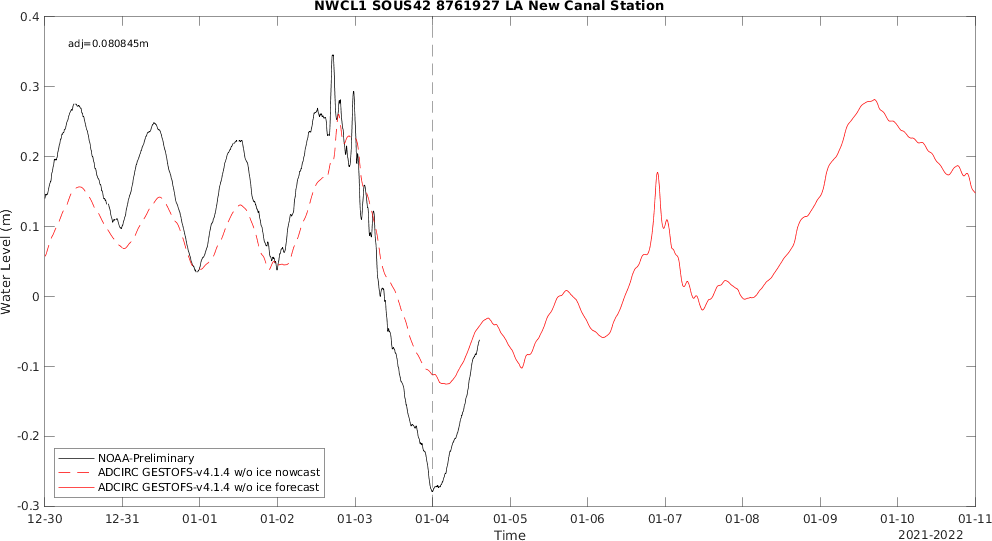 NWCL1 SOUS42 8761927 LA New Canal Station
adj=0.080845m
0.4
0.3
0.2
0.1
0
-0.1
-0.2
-0.3
Water Level (m)
NOAA-Preliminary
ADCIRC GESTOFS-v4.1.4 w/o ice nowcast
ADCIRC GESTOFS-v4.1.4 w/o ice forecast
12-30 12-31 01-01 01-02 01-03 01-04 01-05 01-06 01-07 01-08 01-09 01-10 01-11
Time
2021-2022